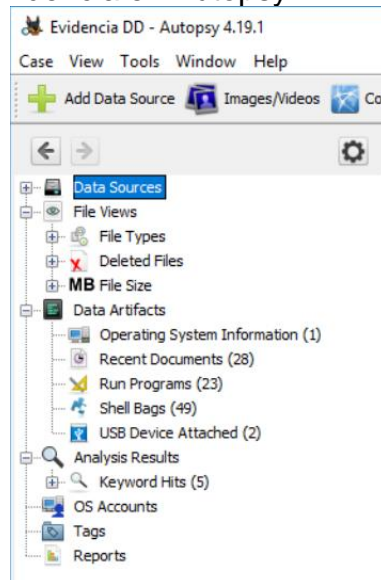 Evidencia DD - Autopsy 4.19.1
Case View Tools Window Help
Add Data Source Images/Videos
Data Sources
File Views
File Types
Deleted Files
MB File Size
Data Artifacts
Operating System Information (1)
Recent Documents (28)
Run Programs (23)
Shell Bags (49)
USB Device Attached (2)
Analysis Results
Keyword Hits (5)
OS Accounts
Tags
Reports